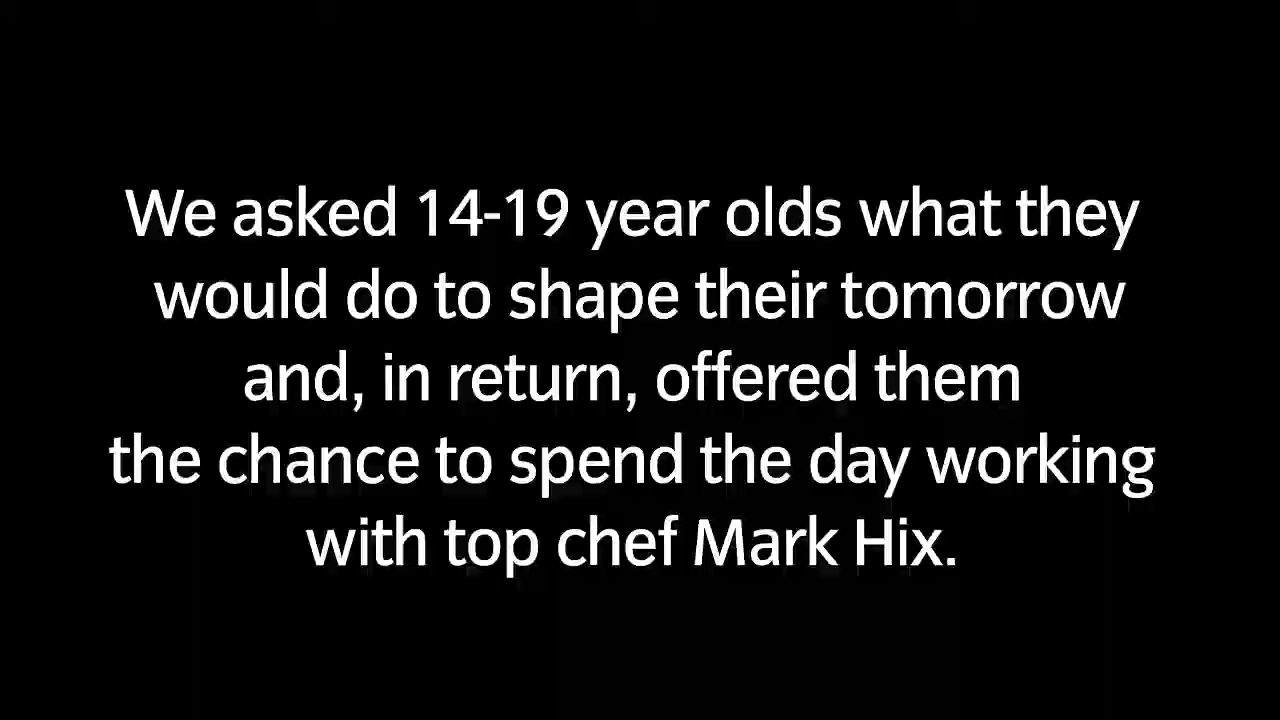 We asked 14-19 year olds what they
would do to shape their tomorrow
and, in return, offered them
the chance to spend the day working
with top chef Mark Hix.